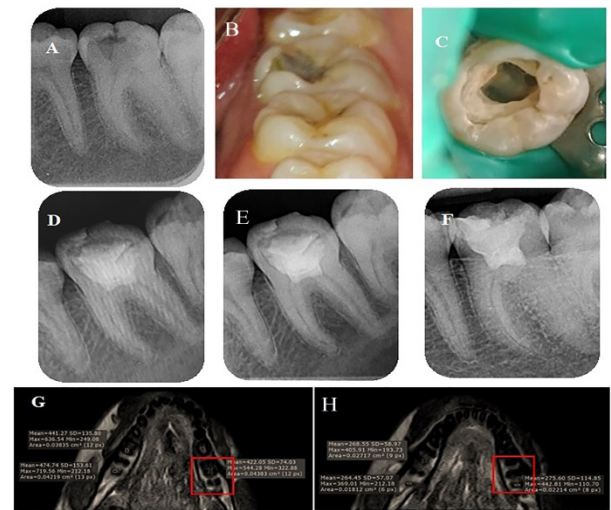 A
B
C
D
E
F
G
Mean=441.27 SD=135.82
Max=636.54 Min=249.08
Area=0.03835 cm² (12 px)
Mean=474.74 SD=153.61
Max=719.56 Min=212.18
Area=0.04219 cm² (13 px)
Mean=422.05 SD=74.03
Max=544.29 Min=322.88
Area=0.04383 cm² (12 px)
H
Mean=268.55 SD=58.97
Max=405.91 Min=193.73
Area=0.02717 cm² (9 px)
Mean=264.45 SD=57.07
Max=369.01 Min=212.18
Area=0.01812 cm² (6 px)
Mean=275.60 SD=114.85
Max=442.81 Min=110.70
Area=0.02214 cm² (8 px)